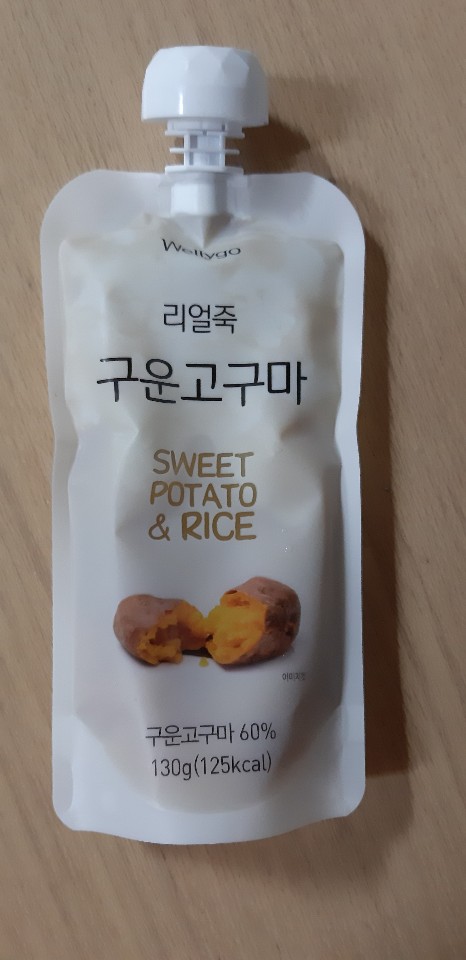 Wellygo
리얼죽
구운고구마
SWEET
POTATO
& RICE
구운고구마 60%
130g(125kcal)